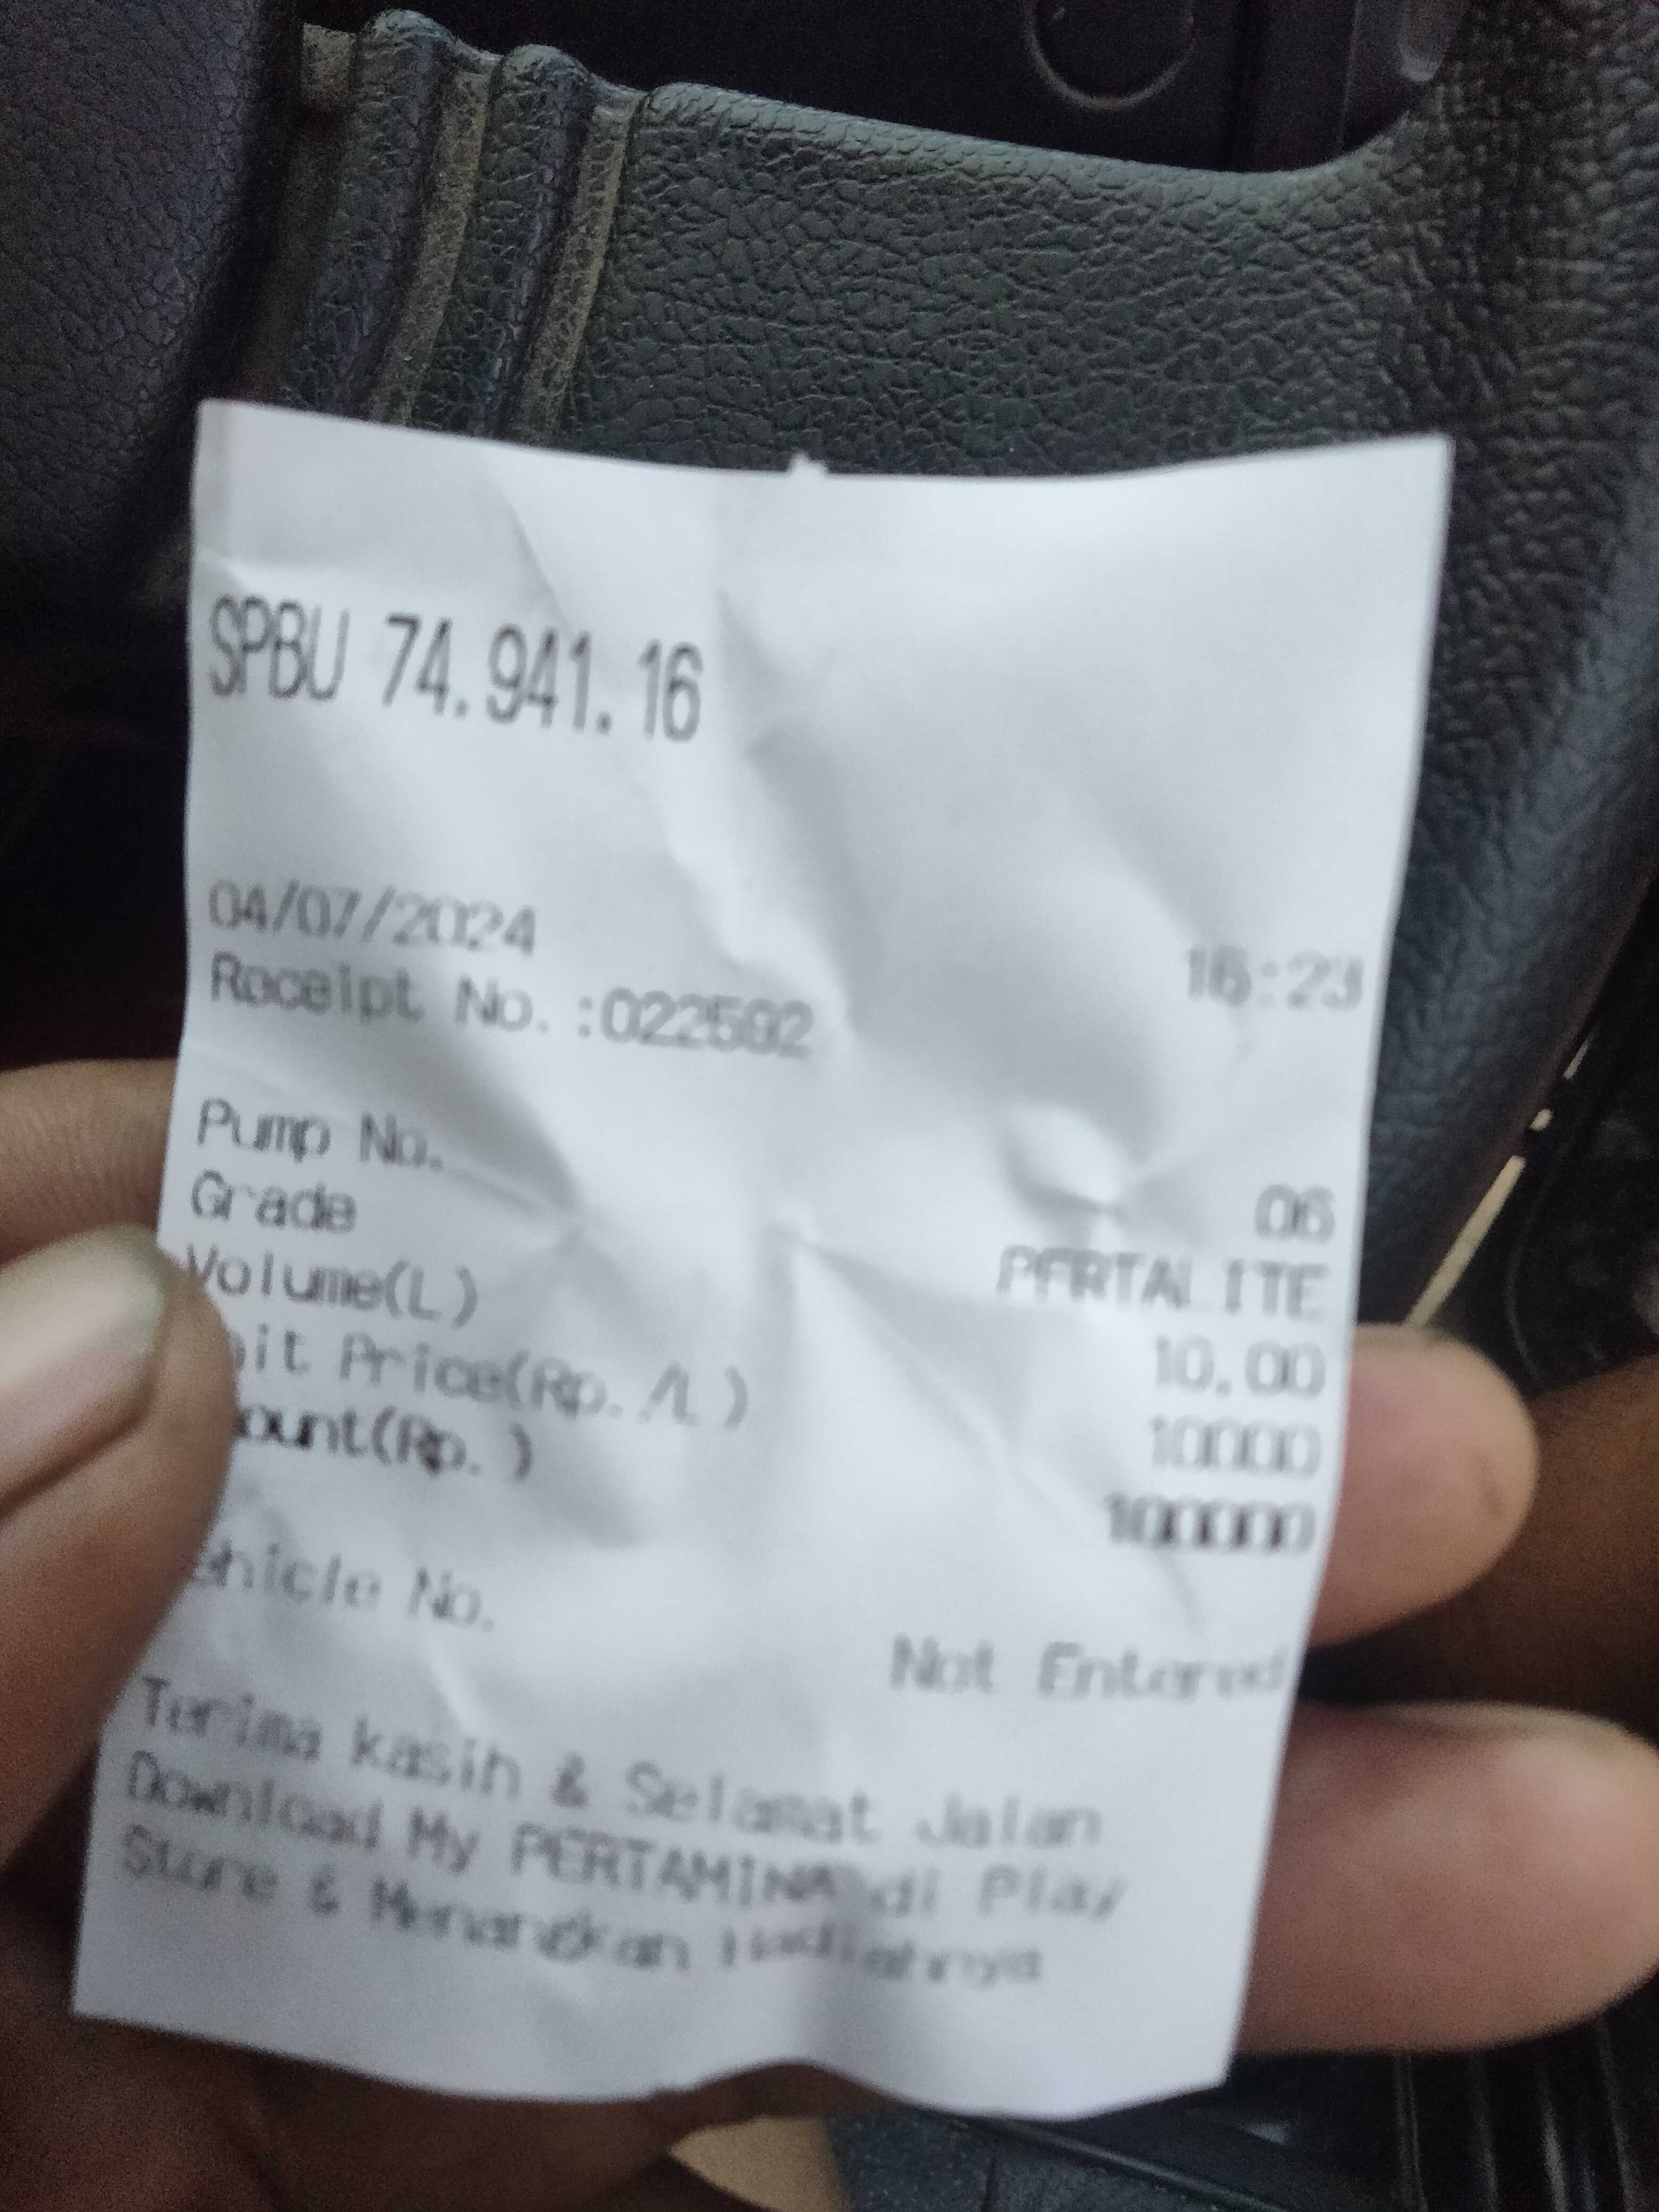 SPBU 74.941.16
04/07/2024 16:23
Receipt No.:022592
Pump No. 06
Grade PERTALITE
Volume(L) 10.00
Price(Rp./L) 10000
(Rp.) 100000
No. Not Entered
Terima kasih & Selamat Jalan
Download My PERTAMINA di Play
Store & Menangkan Hadiahnya